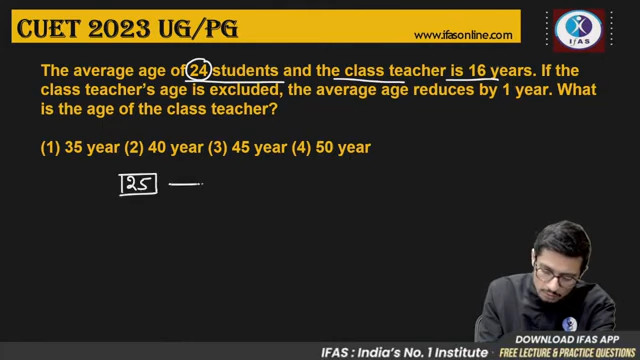 CUET 2023 UG/PG
www.ifasonline.com
iFAS
The average age of 24 students and the class teacher is 16 years. If the
class teacher's age is excluded, the average age reduces by 1 year. What
is the age of the class teacher?
(1) 35 year (2) 40 year (3) 45 year (4) 50 year
25 —
DOWNLOAD IFAS APP
IFAS : India's No. 1 Institute - FREE LECTURE & PRACTICE QUESTIONS